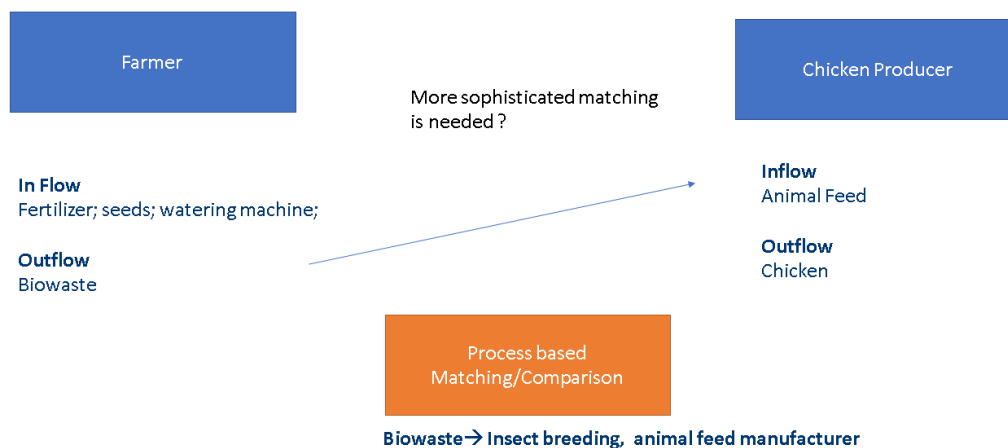 Farmer
Chicken Producer
More sophisticated matching
is needed ?
In Flow
Fertilizer; seeds; watering machine;
Outflow
Biowaste
Inflow
Animal Feed
Outflow
Chicken
Process based
Matching/Comparison
Biowaste→ Insect breeding, animal feed manufacturer